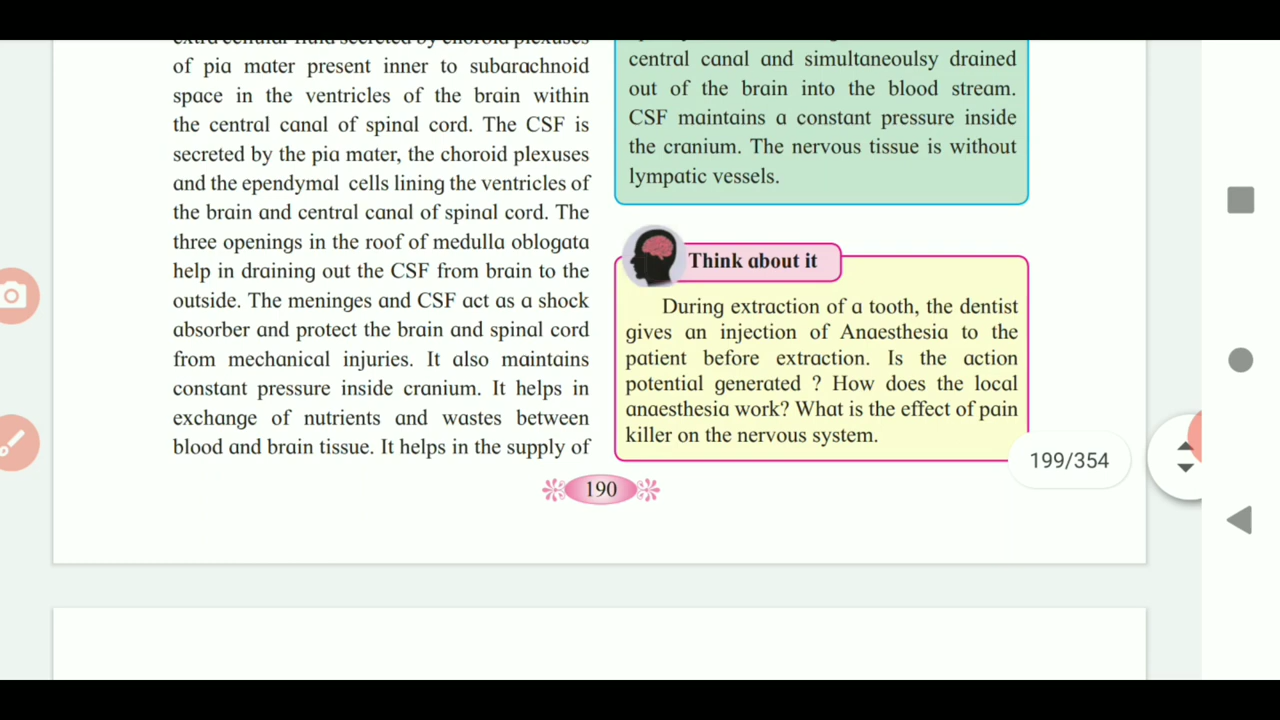 extra cellular fluid secreted by choroid plexuses
of pia mater present inner to subarachnoid
space in the ventricles of the brain within
the central canal of spinal cord. The CSF is
secreted by the pia mater, the choroid plexuses
and the ependymal cells lining the ventricles of
the brain and central canal of spinal cord. The
three openings in the roof of medulla oblogata
help in draining out the CSF from brain to the
outside. The meninges and CSF act as a shock
absorber and protect the brain and spinal cord
from mechanical injuries. It also maintains
constant pressure inside cranium. It helps in
exchange of nutrients and wastes between
blood and brain tissue. It helps in the supply of
central canal and simultaneoulsy drained
out of the brain into the blood stream.
CSF maintains a constant pressure inside
the cranium. The nervous tissue is without
lympatic vessels.
Think about it
During extraction of a tooth, the dentist
gives an injection of Anaesthesia to the
patient before extraction. Is the action
potential generated ? How does the local
anaesthesia work? What is the effect of pain
killer on the nervous system.
199/354
190